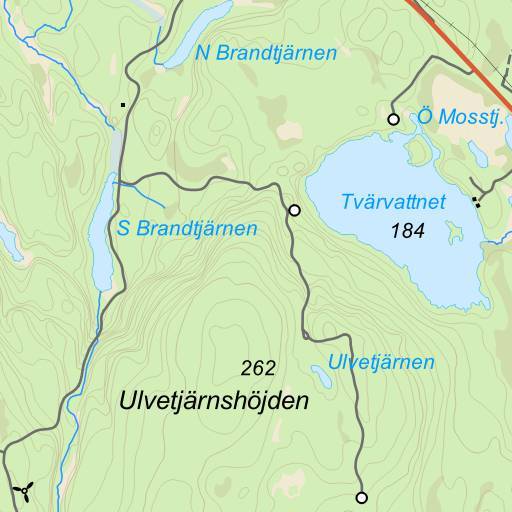 N Brandtjärnen
Ö Mosstj.
Tvärvattnet
184
S Brandtjärnen
Ulvetjärnen
262
Ulvetjärnshöjden